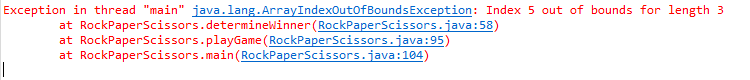 Exception in thread "main" java.lang.ArrayIndexOutOfBoundsException: Index 5 out of bounds for length 3
at RockPaperScissors.determineWinner(RockPaperScissors.java:58)
at RockPaperScissors.playGame(RockPaperScissors.java:95)
at RockPaperScissors.main(RockPaperScissors.java:104)